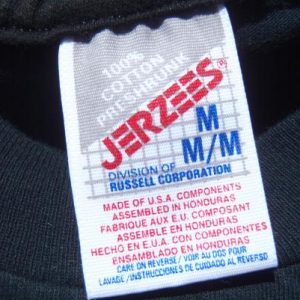 100%
COTTON
PRESHRUNK
JERZEES
M
M/M
DIVISION OF
RUSSELL CORPORATION
MADE OF U.S.A. COMPONENTS
ASSEMBLED IN HONDURAS
FABRIQUE AUX E.U. COMPOSANT
ASSEMBLE EN HONDURAS
HECHO EN E.U.A. CON COMPONENTES
ENSAMBLADO EN HONDURAS
CARE ON REVERSE/VOIR AU DOS POUR
LAVAGE/INSTRUCCIONES DE CUIDADO AL REVERSO